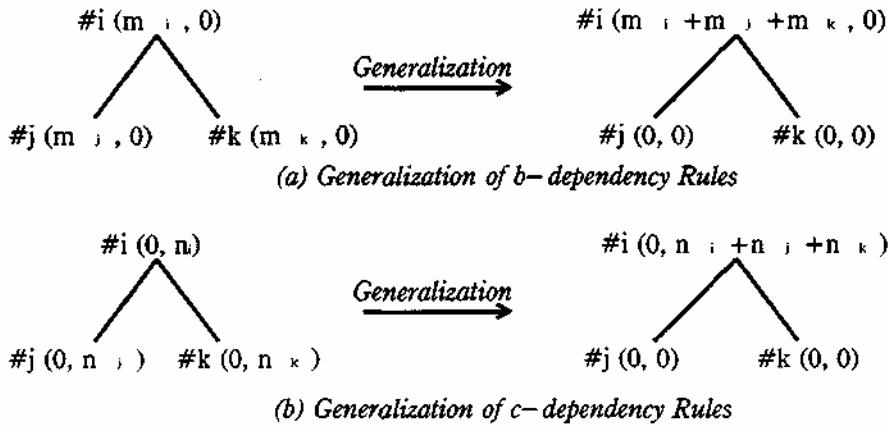 #i (m i , 0) #i (m i +m j +m k , 0)
Generalization
#j (m j , 0) #k (m k , 0) #j (0, 0) #k (0, 0)
(a) Generalization of b-dependency Rules
#i (0, ni) #i (0, n i +n j +n k )
Generalization
#j (0, n j ) #k (0, n k ) #j (0, 0) #k (0, 0)
(b) Generalization of c-dependency Rules